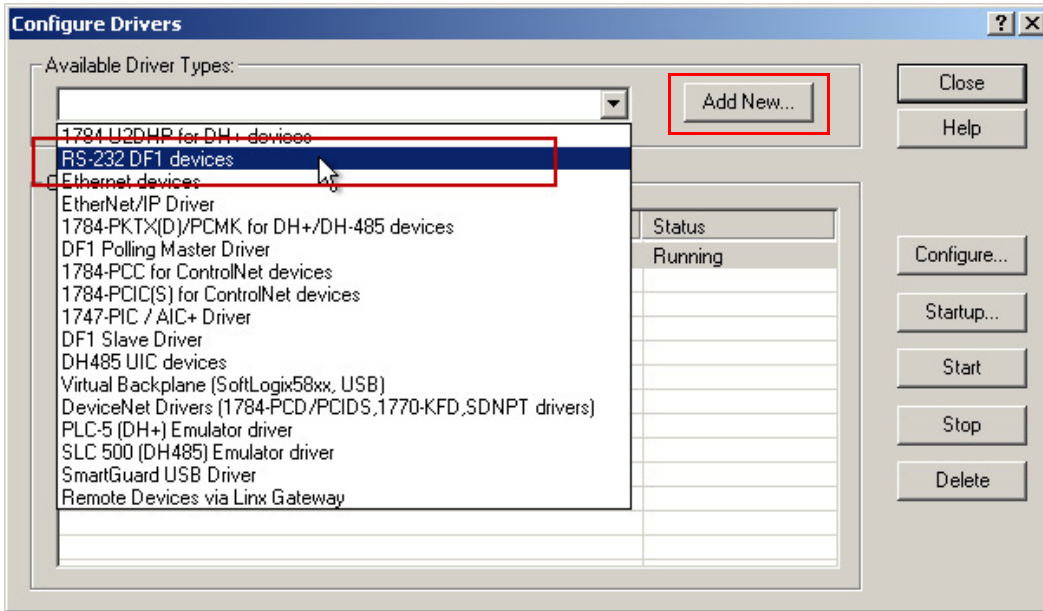 Configure Drivers
Available Driver Types:
Add New...
Close
Help
1784-U2DHP for DH+ devices
RS-232 DF1 devices
Ethernet devices
EtherNet/IP Driver
1784-PKTX(D)/PCMK for DH+/DH-485 devices
DF1 Polling Master Driver
1784-PCC for ControlNet devices
1784-PCIC(S) for ControlNet devices
1747-PIC / AIC+ Driver
DF1 Slave Driver
DH485 UIC devices
Virtual Backplane (SoftLogix58xx, USB)
DeviceNet Drivers (1784-PCD/PCIDS,1770-KFD,SDNPT drivers)
PLC-5 (DH+) Emulator driver
SLC 500 (DH485) Emulator driver
SmartGuard USB Driver
Remote Devices via Linx Gateway
Status
Running
Configure...
Startup...
Start
Stop
Delete